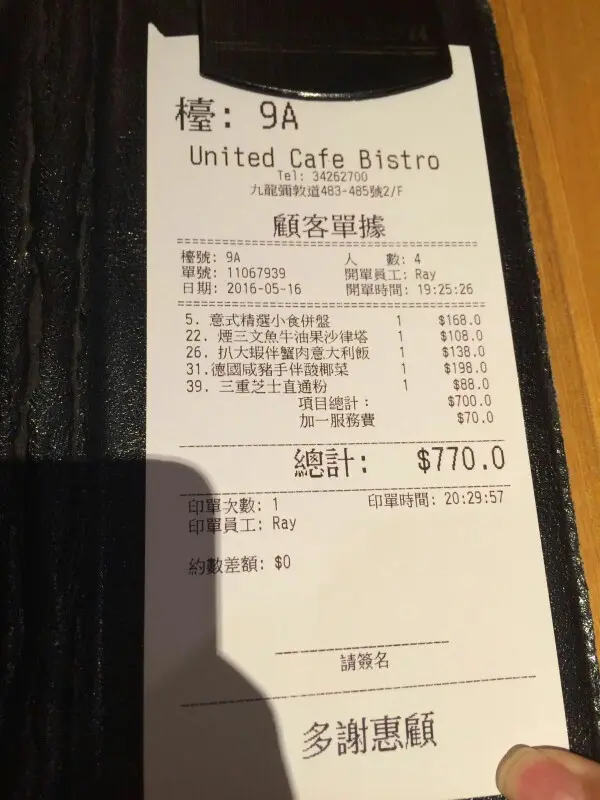 檯: 9A
United Cafe Bistro
Tel: 34262700
九龍彌敦道483-485號2/F
顧客單據
檯號: 9A 人 數: 4
單號: 11067939 開單員工: Ray
日期: 2016-05-16 開單時間: 19:25:26
5. 意式精選小食併盤 1 $168.0
22. 煙三文魚牛油果沙律塔 1 $108.0
26. 扒大蝦伴蟹肉意大利飯 1 $138.0
31.德國咸豬手伴酸椰菜 1 $198.0
39. 三重芝士直通粉 1 $88.0
項目總計: $700.0
加一服務費 $70.0
總計: $770.0
印單次數: 1 印單時間: 20:29:57
印單員工: Ray
約數差額: $0
請簽名
多謝惠顧